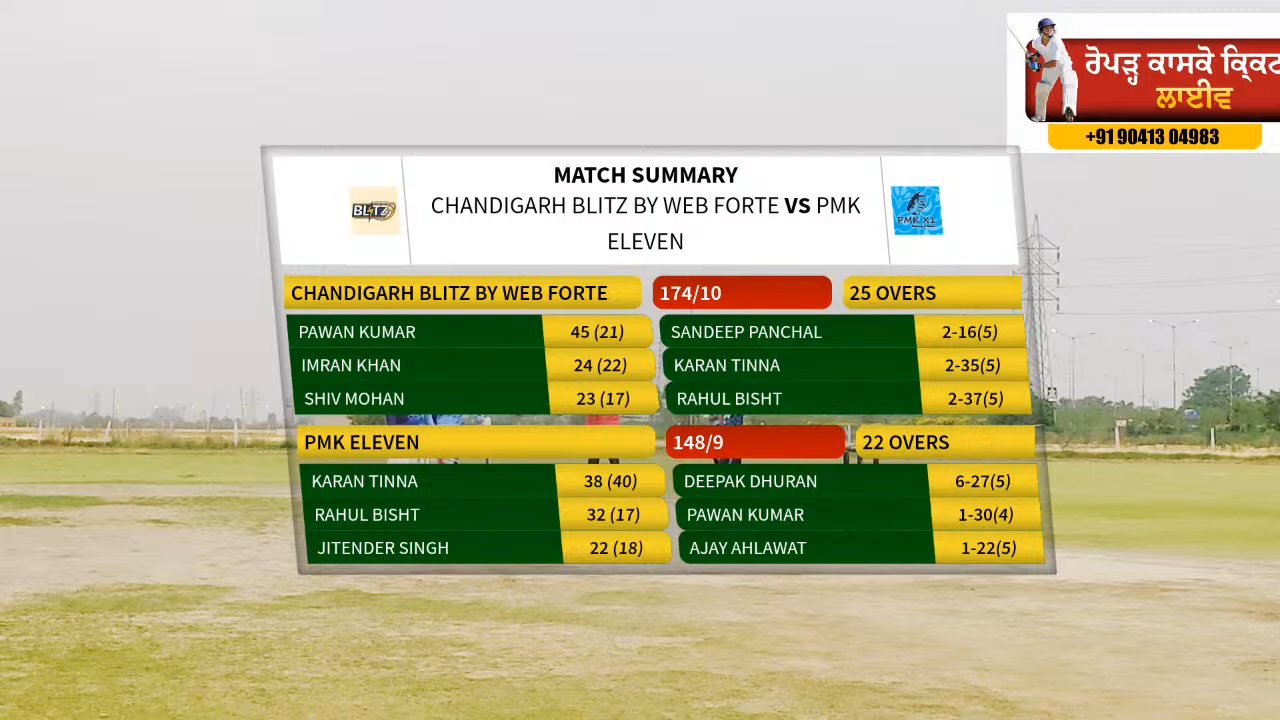 ਰੋਪੜ੍ਹ ਕਾਸਕੋ ਕ੍ਰਿਕਟ
ਲਾਈਵ
+91 90413 04983
MATCH SUMMARY
BLITZ
CHANDIGARH BLITZ BY WEB FORTE VS PMK
ELEVEN
PMK X1
CHANDIGARH BLITZ BY WEB FORTE 174/10 25 OVERS
PAWAN KUMAR 45 (21) SANDEEP PANCHAL 2-16(5)
IMRAN KHAN 24 (22) KARAN TINNA 2-35(5)
SHIV MOHAN 23 (17) RAHUL BISHT 2-37(5)
PMK ELEVEN 148/9 22 OVERS
KARAN TINNA 38 (40) DEEPAK DHURAN 6-27(5)
RAHUL BISHT 32 (17) PAWAN KUMAR 1-30(4)
JITENDER SINGH 22 (18) AJAY AHLAWAT 1-22(5)